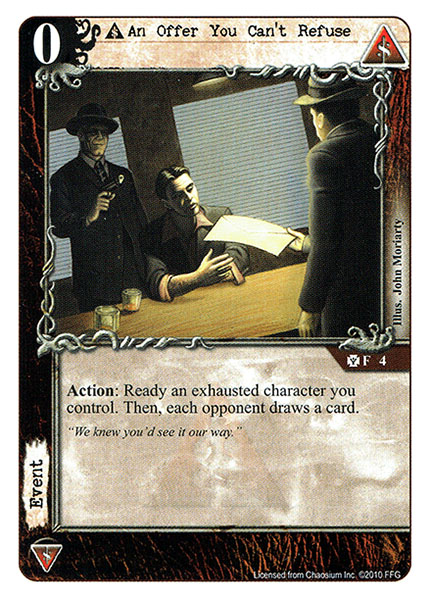 0
An Offer You Can't Refuse
Illus. John Moriarty
F 4
Action: Ready an exhausted character you
control. Then, each opponent draws a card.
“We knew you’d see it our way.”
Event
Licensed from Chaosium Inc. ©2010 FFG